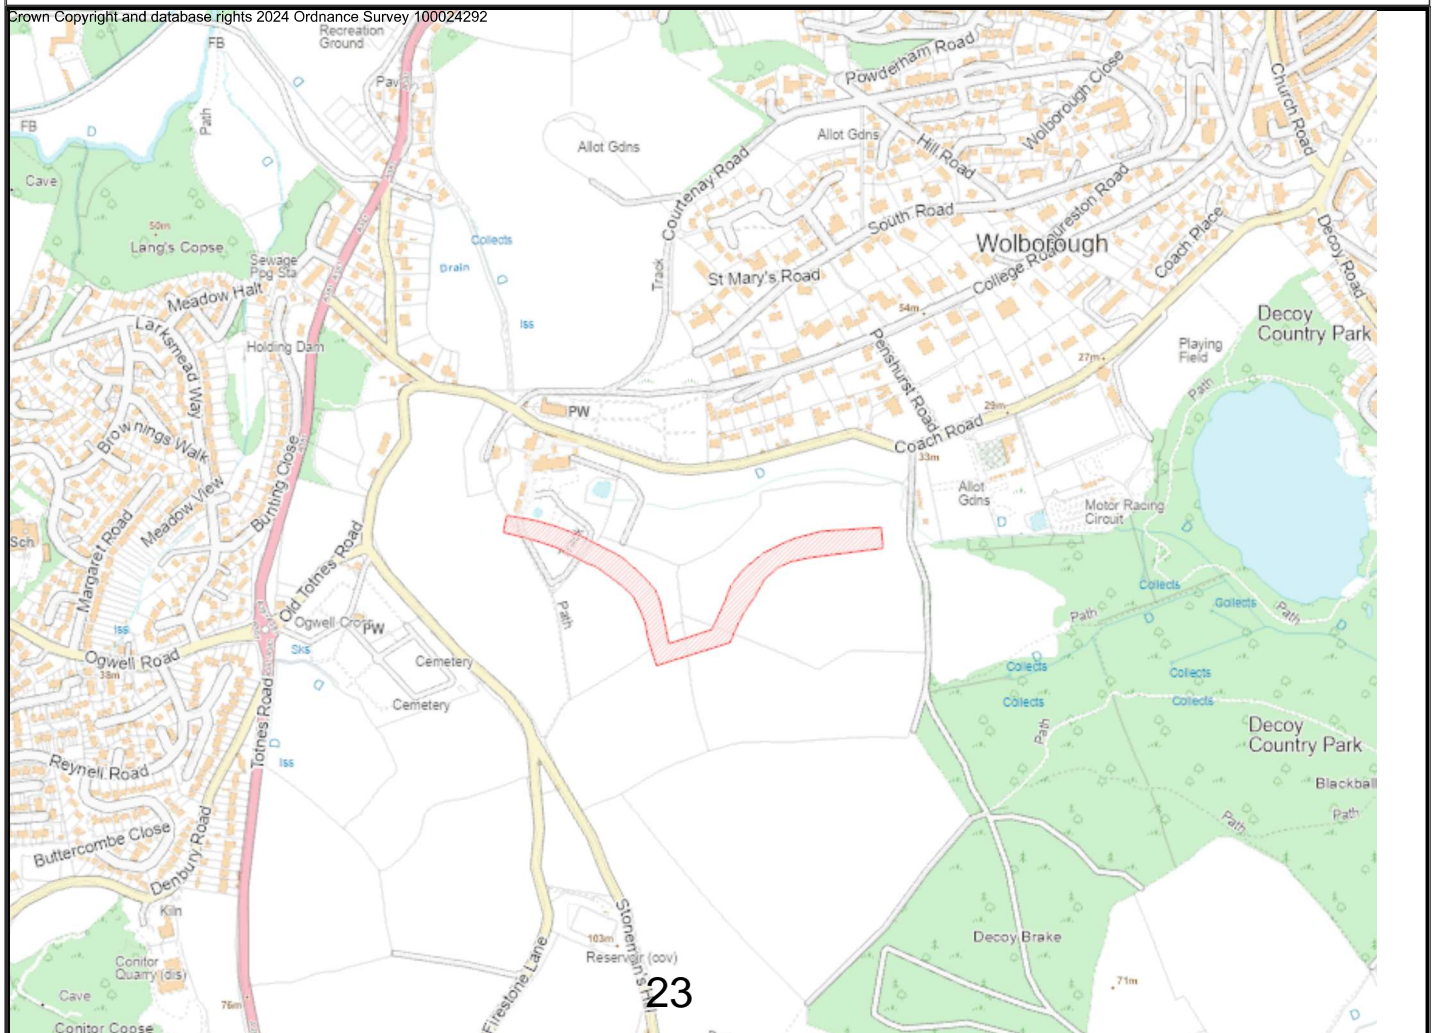 Crown Copyright and database rights 2024 Ordnance Survey 100024292
Recreation
Ground
FB
Pav
Path
FB
D
D
D
Cave
50m
Lang's Copse
Sewage
Ppg Sta
Meadow Halt
Larksmead Way
Holding Dam
Brownings Walk
Meadow View
Margaret Road
Bunting Close
Sch
Iss
Ogwell Road
38m
Old Totnes Road
Ogwell Cross
PW
Sks
D
Cemetery
Cemetery
Totnes Road
D
Iss
Reynell Road
Buttercombe Close
Denbury Road
Kiln
Conitor
Quarry (dis)
Cave
Conitor Copse
76m
Allot Gdns
Collects
Drain
D
Iss
Track
Courtenay Road
Powderham Road
Allot Gdns
Hill Road
Wolborough Close
Church Road
South Road
St Mary's Road
Wolborough
College Road
Coach Place
Decoy Road
54m
Penshurst Road
27m
29m
Playing
Field
Decoy
Country Park
Path
PW
Coach Road
33m
D
Allot
Gdns
D
Motor Racing
Circuit
D
Collects
Collects
Path
Path
Path
D
D
D
Collects
Collects
Collects
Collects
Path
Decoy
Country Park
Blackball
Path
Path
Decoy Brake
71m
D
103m
Reservoir (cov)
Stoneman's Hill
Firestone Lane
23